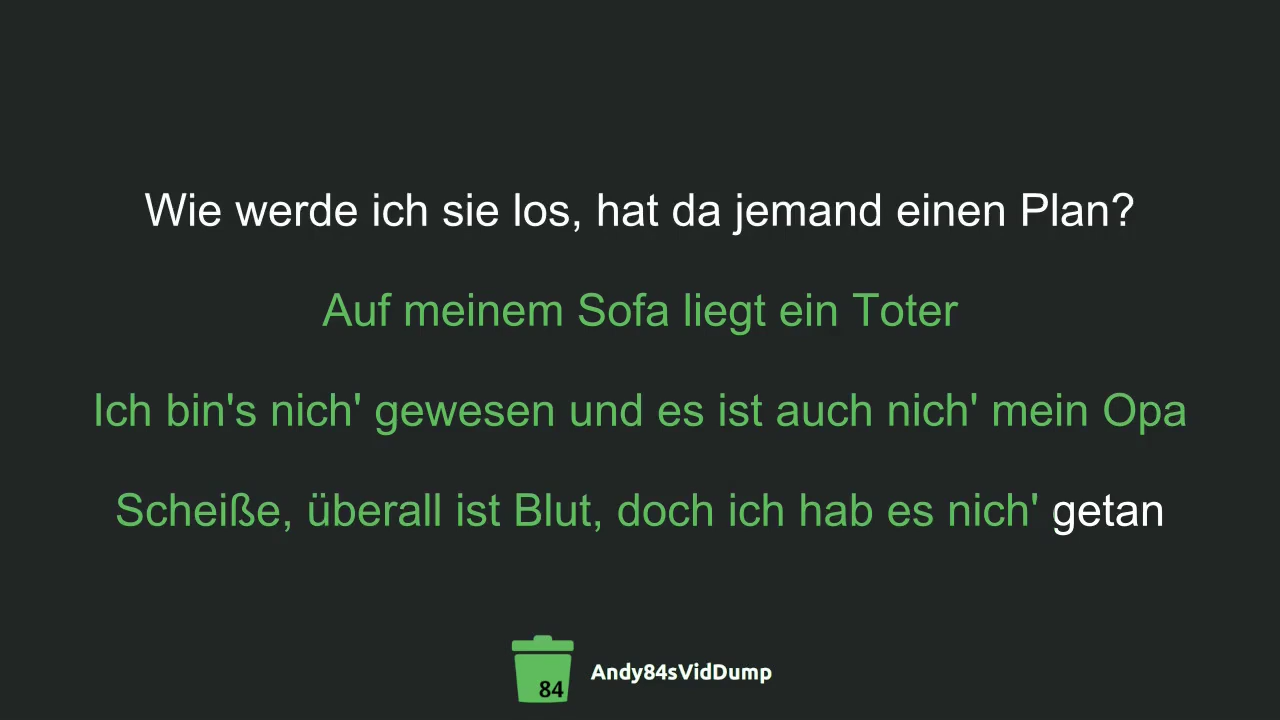 Wie werde ich sie los, hat da jemand einen Plan?
Auf meinem Sofa liegt ein Toter
Ich bin's nich' gewesen und es ist auch nich' mein Opa
Scheiße, überall ist Blut, doch ich hab es nich' getan
84
Andy84sVidDump